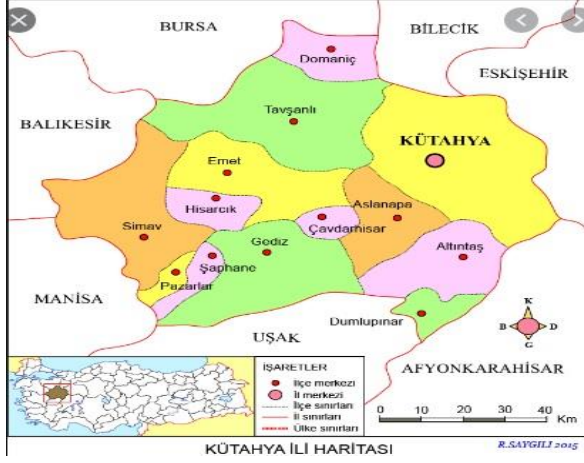 BURSA
BİLECİK
Domaniç
ESKİŞEHİR
Tavşanlı
BALIKESİR
KÜTAHYA
Emet
Hisarcık
Aslanapa
Simav
Çavdarhisar
Gediz
Altıntaş
Şaphane
Pazarlar
MANİSA
Dumlupınar
UŞAK
K
B D
G
AFYONKARAHİSAR
İŞARETLER
İlçe merkezi
İl merkezi
İlçe sınırları
İl sınırları
Ülke sınırları
0 10 20 40
Km
KÜTAHYA İLİ HARİTASI
R.SAYGILI 2015